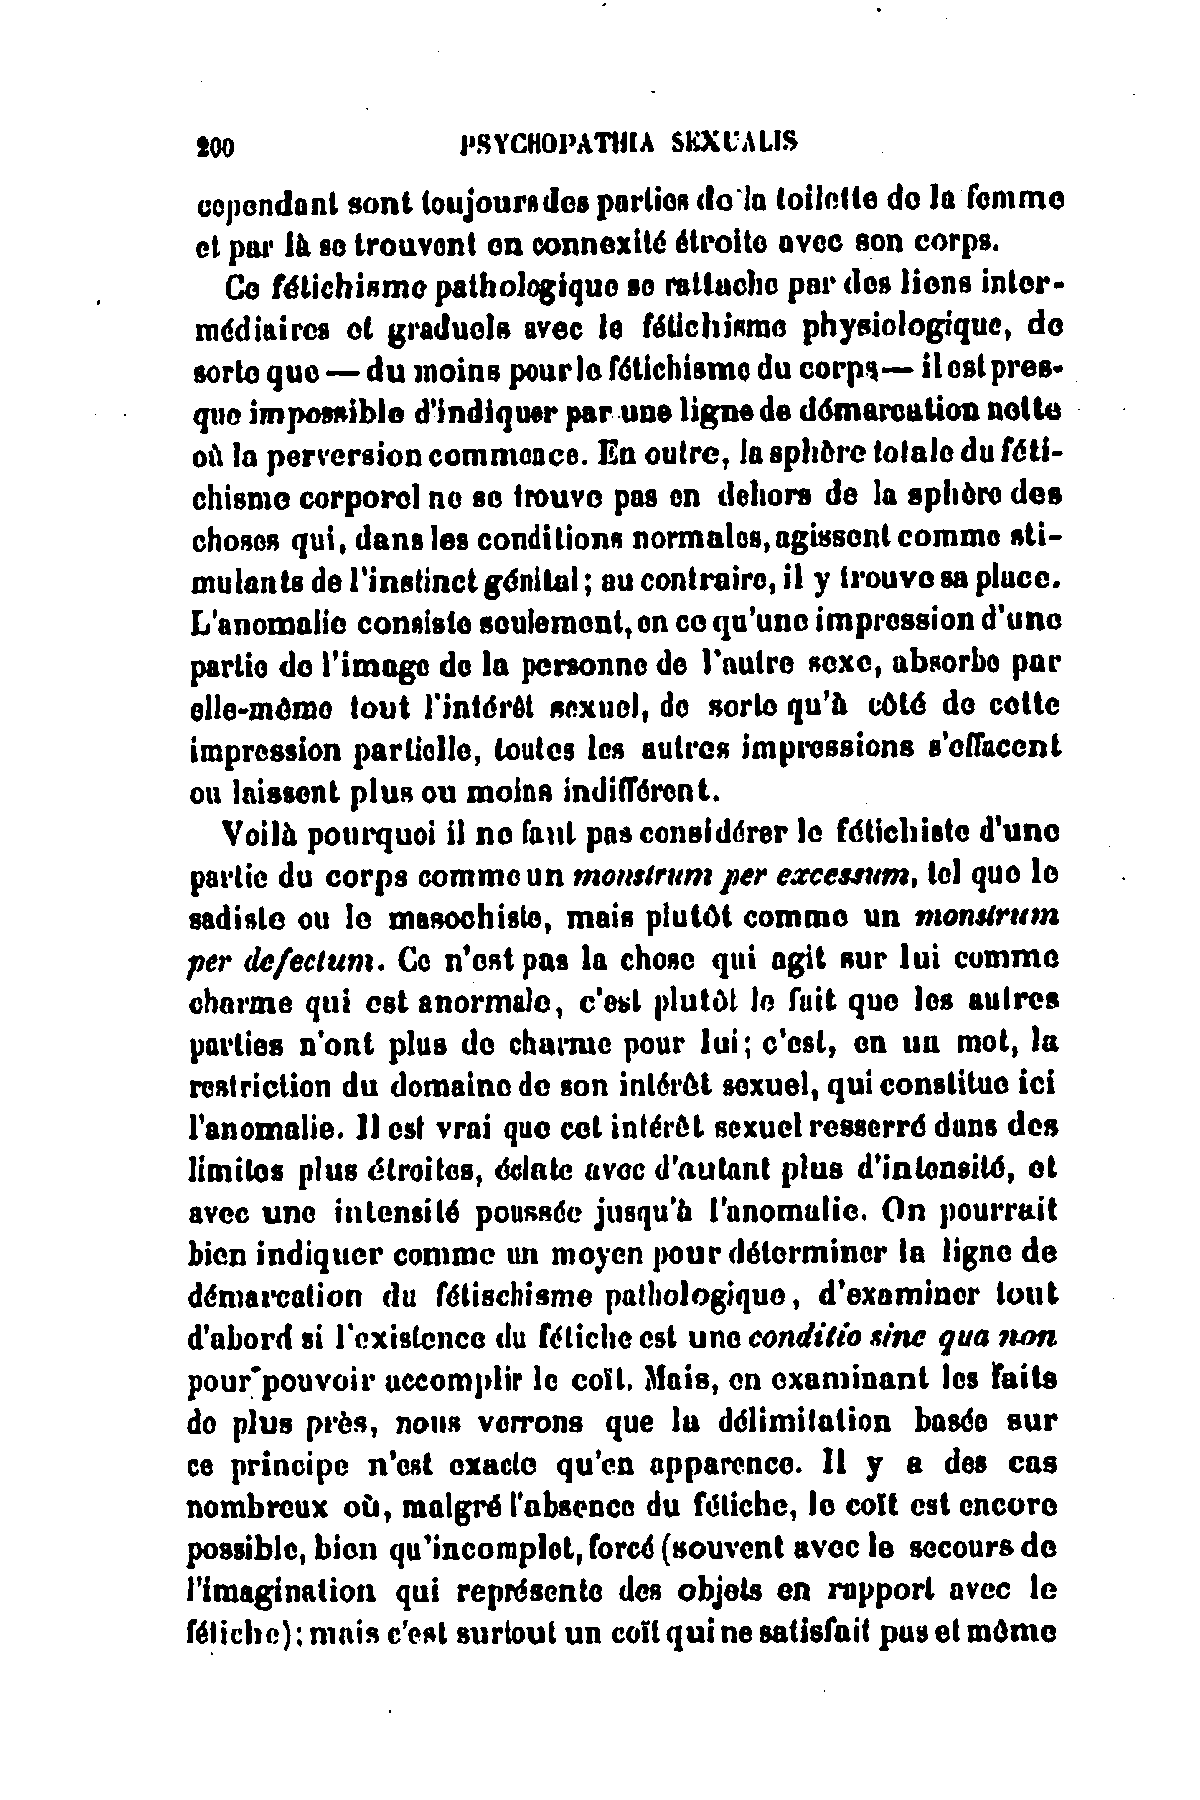 200 PSYCHOPATHIA SEXUALIS
cependant sont toujours des parties de la toilette de la femme
et par là se trouvent en connexité étroite avec son corps.
Ce fétichisme pathologique se rattache par des liens inter-
médiaires et graduels avec le fétichisme physiologique, de
sorte que — du moins pour le fétichisme du corps — il est pres-
que impossible d'indiquer par une ligne de démarcation nette
où la perversion commence. En outre, la sphère totale du féti-
chisme corporel ne se trouve pas en dehors de la sphère des
choses qui, dans les conditions normales, agissent comme sti-
mulants de l'instinct génital ; au contraire, il y trouve sa place.
L'anomalie consiste seulement, en ce qu'une impression d'une
partie de l'image de la personne de l'autre sexe, absorbe par
elle-même tout l'intérêt sexuel, de sorte qu'à côté de cette
impression partielle, toutes les autres impressions s'effacent
ou laissent plus ou moins indifférent.
Voilà pourquoi il ne faut pas considérer le fétichiste d'une
partie du corps comme un monstrum per excessum, tel que le
sadiste ou le masochiste, mais plutôt comme un monstrum
per defectum. Ce n'est pas la chose qui agit sur lui comme
charme qui est anormale, c'est plutôt le fait que les autres
parties n'ont plus de charme pour lui ; c'est, en un mot, la
restriction du domaine de son intérêt sexuel, qui constitue ici
l'anomalie. Il est vrai que cet intérêt sexuel resserré dans des
limites plus étroites, éclate avec d'autant plus d'intensité, et
avec une intensité poussée jusqu'à l'anomalie. On pourrait
bien indiquer comme un moyen pour déterminer la ligne de
démarcation du fétischisme pathologique, d'examiner tout
d'abord si l'existence du fétiche est une conditio sine qua non
pour pouvoir accomplir le coït. Mais, en examinant les faits
de plus près, nous verrons que la délimitation basée sur
ce principe n'est exacte qu'en apparence. Il y a des cas
nombreux où, malgré l'absence du fétiche, le coït est encore
possible, bien qu'incomplet, forcé (souvent avec le secours de
l'imagination qui représente des objets en rapport avec le
fétiche) ; mais c'est surtout un coït qui ne satisfait pas et même